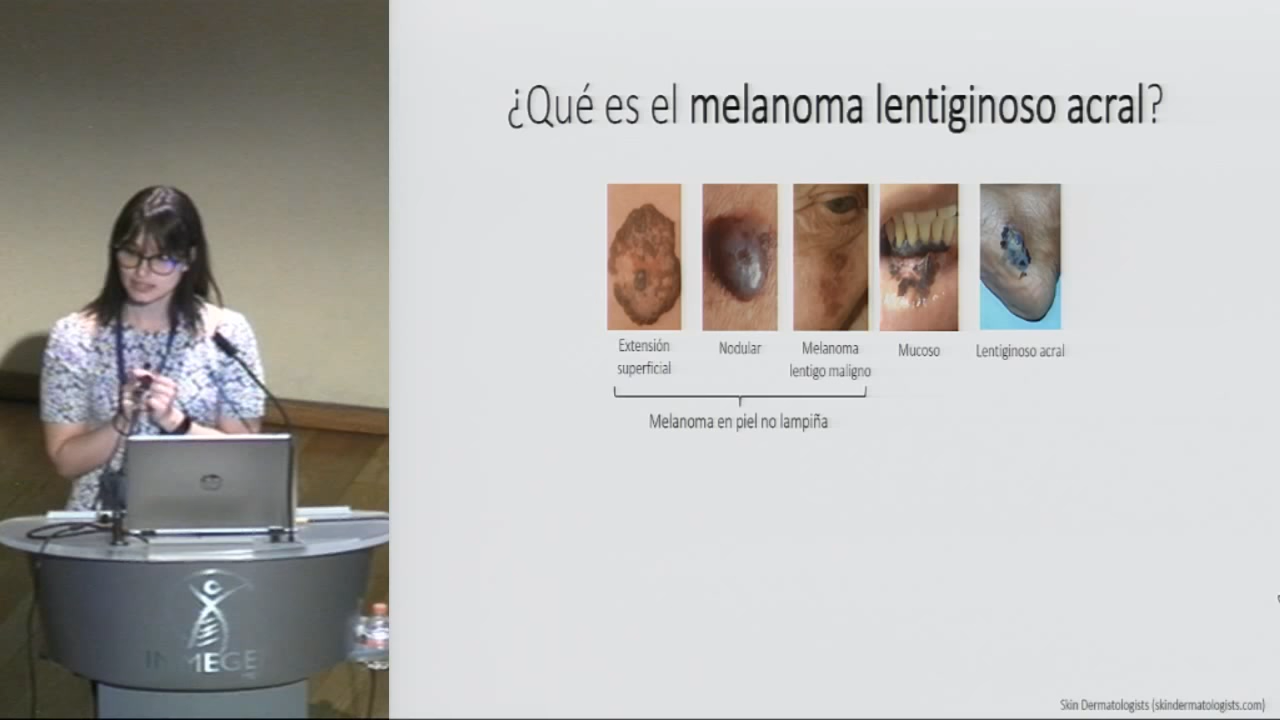 ¿Qué es el melanoma lentiginoso acral?
Extensión
superficial
Nodular
Melanoma
lentigo maligno
Mucoso
Lentiginoso acral
Melanoma en piel no lampiña
INMEGE
Skin Dermatologists (skindermatologists.com)